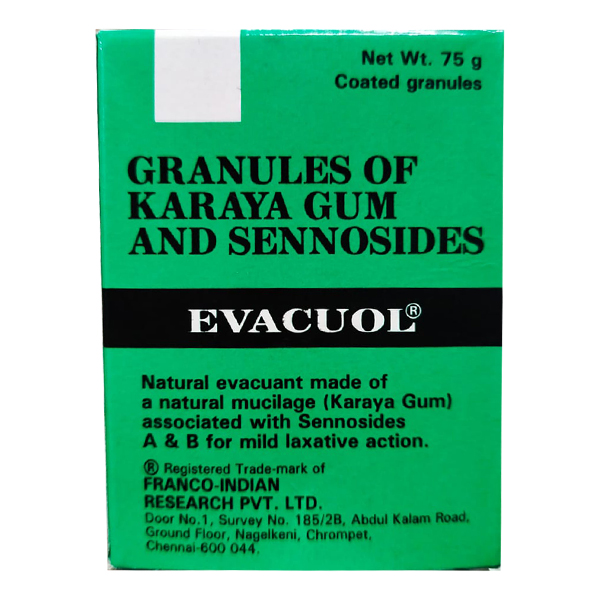 Net Wt. 75 g
Coated granules
GRANULES OF
KARAYA GUM
AND SENNOSIDES
EVACUOL®
Natural evacuant made of
a natural mucilage (Karaya Gum)
associated with Sennosides
A & B for mild laxative action.
® Registered Trade-mark of
FRANCO-INDIAN
RESEARCH PVT. LTD.
Door No.1, Survey No. 185/2B, Abdul Kalam Road,
Ground Floor, Nagelkeni, Chrompet,
Chennai-600 044.